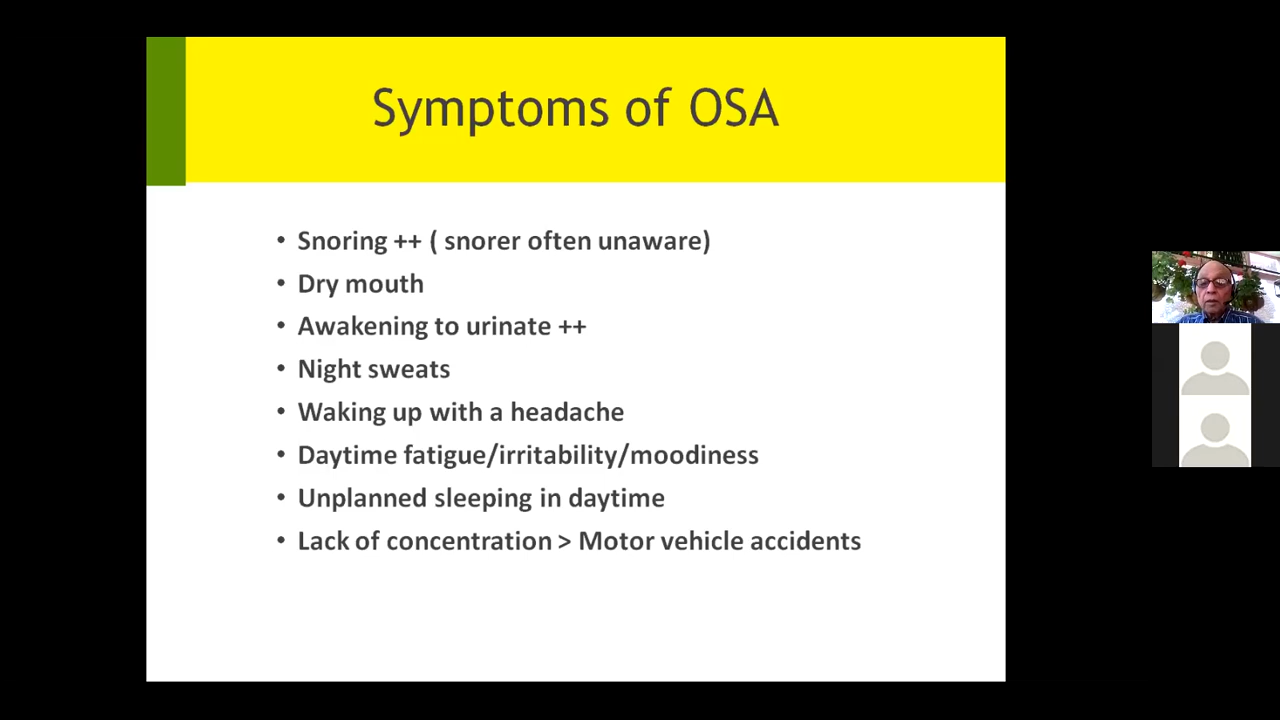 Symptoms of OSA
• Snoring ++ ( snorer often unaware)
• Dry mouth
• Awakening to urinate ++
• Night sweats
• Waking up with a headache
• Daytime fatigue/irritability/moodiness
• Unplanned sleeping in daytime
• Lack of concentration > Motor vehicle accidents